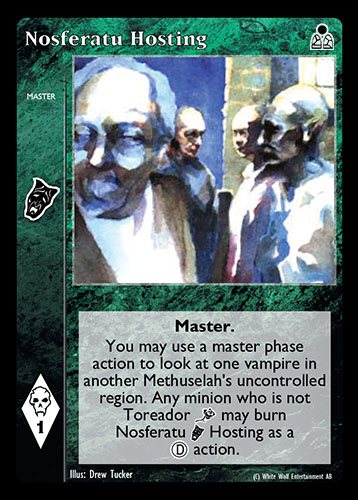 Nosferatu Hosting
MASTER
1
Master.
You may use a master phase
action to look at one vampire in
another Methuselah's uncontrolled
region. Any minion who is not
Toreador may burn
Nosferatu Hosting as a
D action.
Illus: Drew Tucker (C) White Wolf Entertainment AB